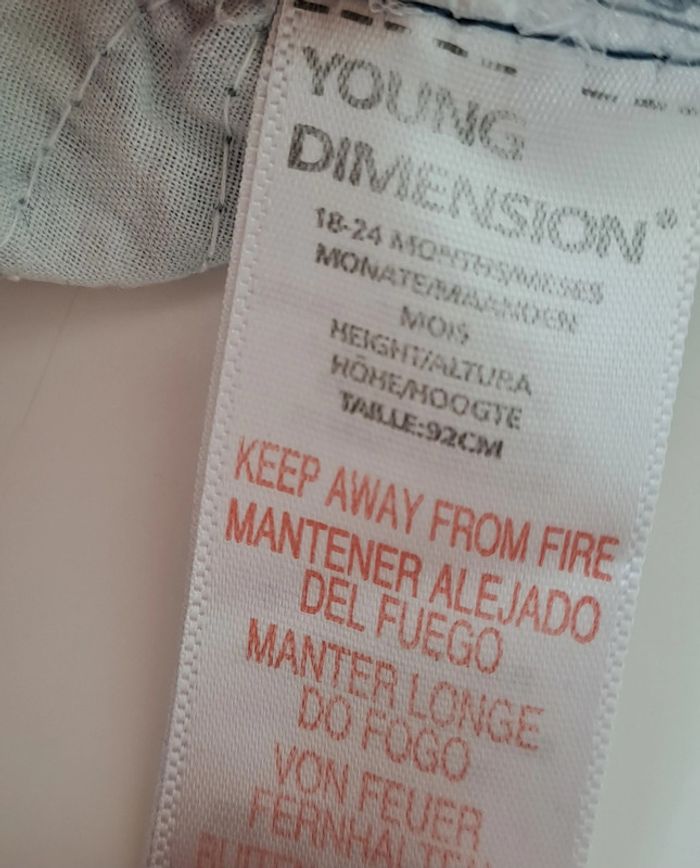 YOUNG
DIMENSION®
18-24 MONTHS/MESES
MONATE/MAANDEN
MOIS
HEIGHT/ALTURA
HÖHE/HOOGTE
TAILLE:92CM
KEEP AWAY FROM FIRE
MANTENER ALEJADO
DEL FUEGO
MANTER LONGE
DO FOGO
VON FEUER
FERNHALTEN